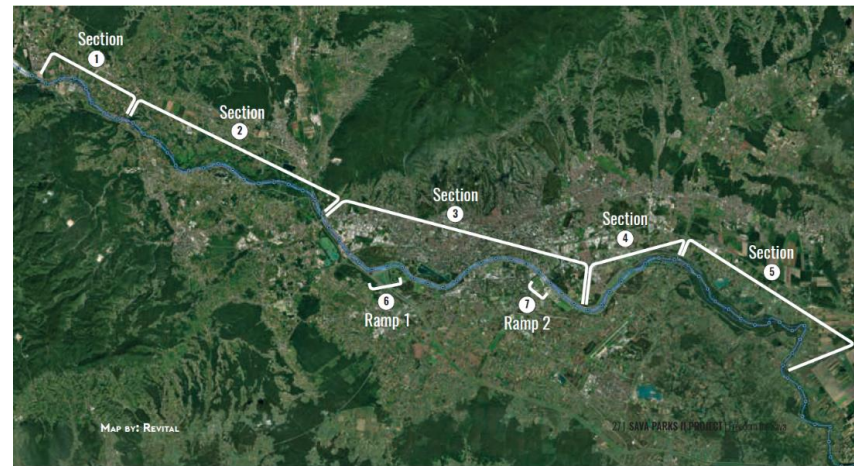 Section
1
Section
2
Section
3
Section
4
Section
5
6
Ramp 1
7
Ramp 2
Map by: Revital
27 | SAVA PARKS II PROJECT |